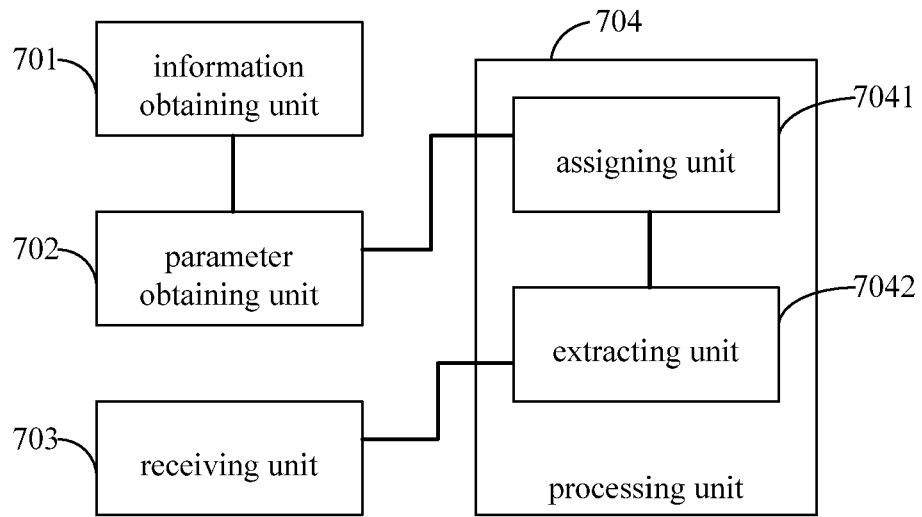 701
information
obtaining unit
702
parameter
obtaining unit
703
receiving unit
704
7041
assigning unit
7042
extracting unit
processing unit